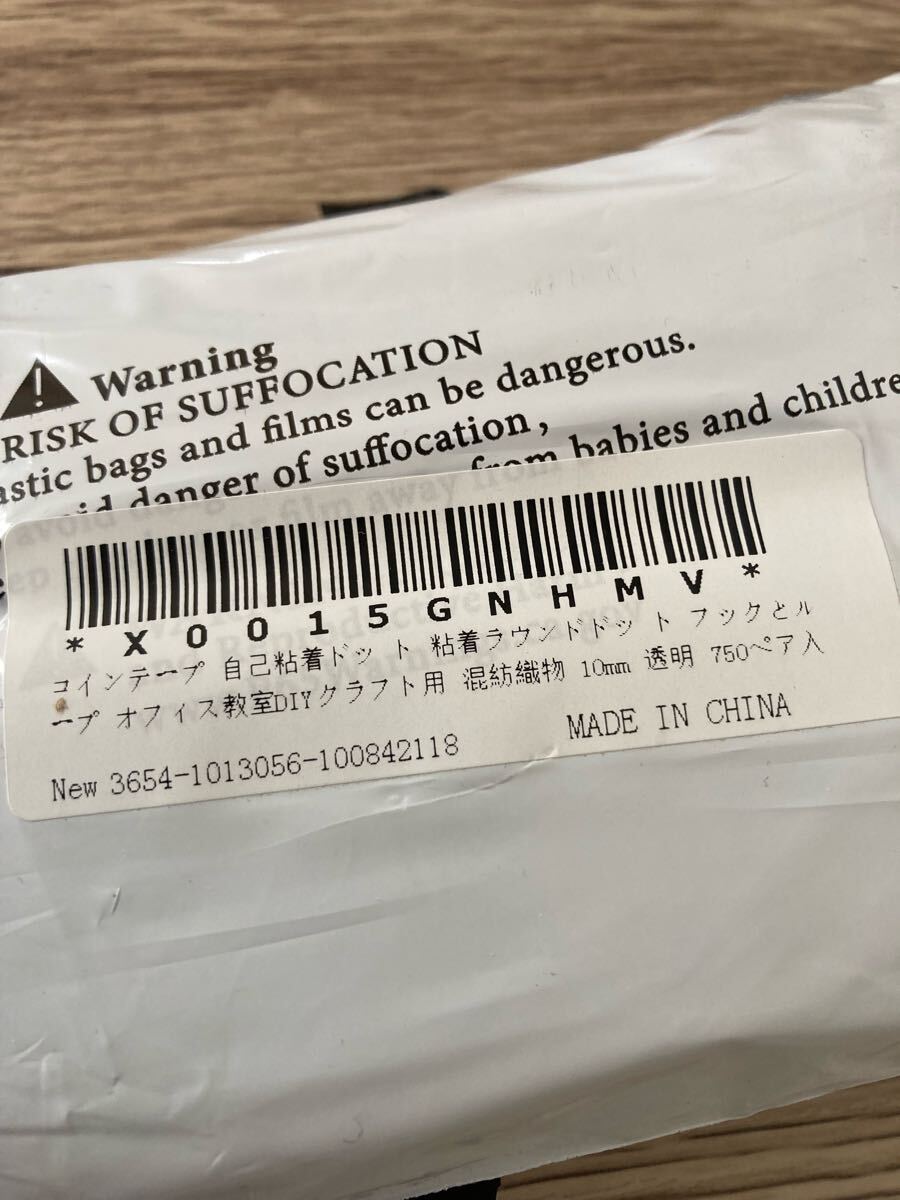 Warning
RISK OF SUFFOCATION
astic bags and films can be dangerous.
avoid danger of suffocation,
film away from babies and childre
*X0015GNHMV*
コインテープ 自己粘着ドット 粘着ラウンドドット フックとル
ープ オフィス教室DIYクラフト用 混紡織物 10mm 透明 750ペア入
New 3654-1013056-100842118
MADE IN CHINA